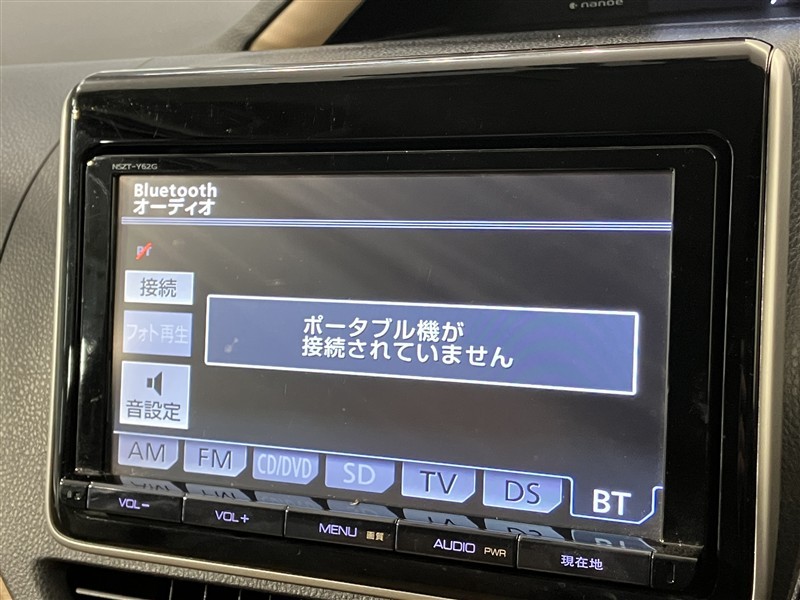 nanoe
NSZT-Y62G
Bluetooth
オーディオ
BT
接続
フォト再生
ポータブル機が
接続されていません
音設定
AM
FM
CD/DVD
SD
TV
DS
BT
VOL−
VOL+
MENU 画質
AUDIO PWR
現在地